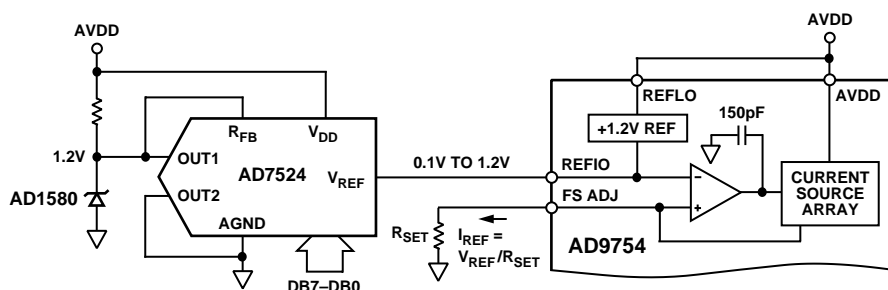 AVDD
AVDD
REFLO
AVDD
150pF
RFB
VDD
+1.2V REF
1.2V
OUT1
AD7524
0.1V TO 1.2V
REFIO
VREF
OUT2
FS ADJ
CURRENT
SOURCE
ARRAY
AD1580
AGND
RSET
IREF =
VREF/RSET
AD9754
DB7–DB0